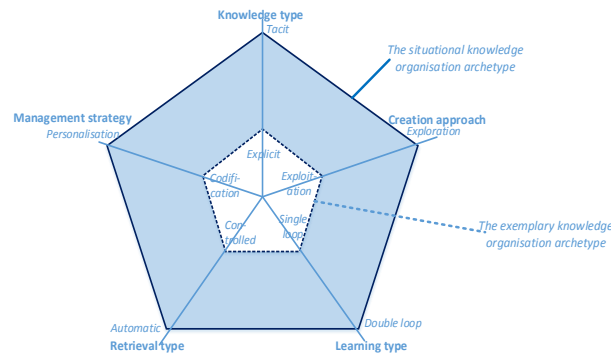 Knowledge type
Tacit
The situational knowledge
organisation archetype
Management strategy
Personalisation
Creation approach
Exploration
Explicit
Codifi-
cation
Exploit-
ation
Con-
trolled
Single
loop
The exemplary knowledge
organisation archetype
Automatic
Retrieval type
Double loop
Learning type